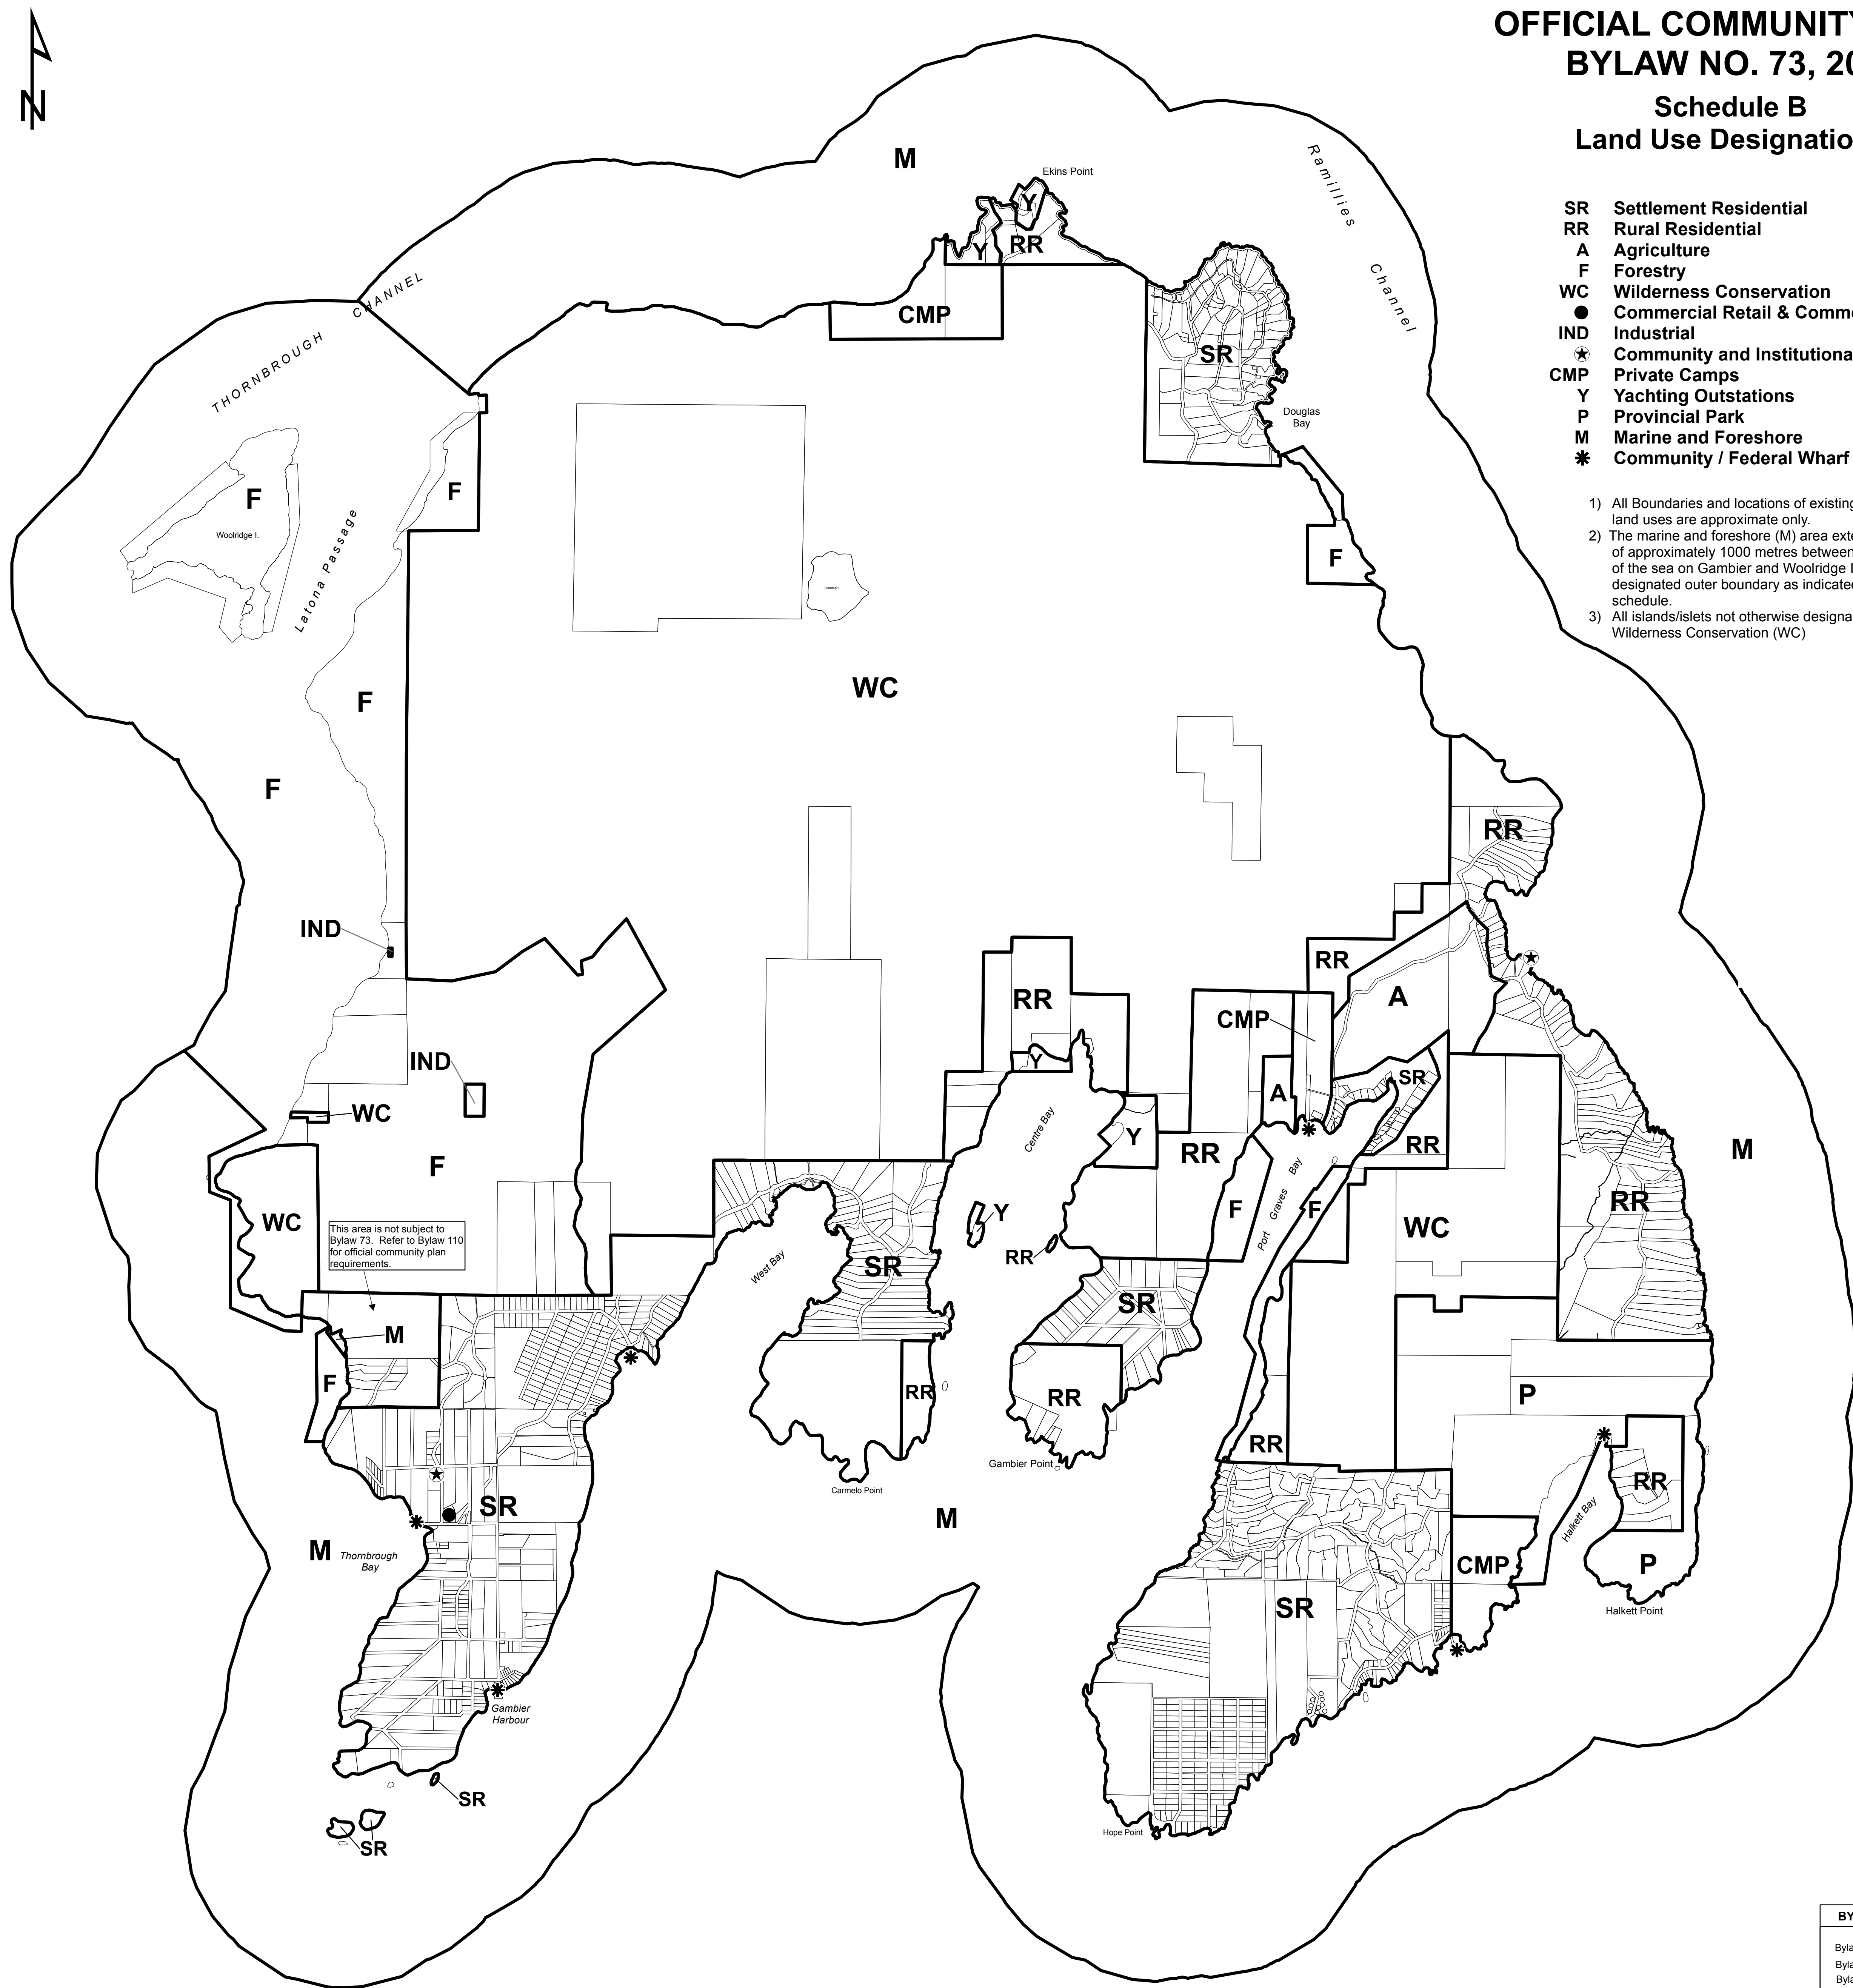 OFFICIAL COMMUNITY
BYLAW NO. 73, 20
Schedule B
Land Use Designatio
SR Settlement Residential
RR Rural Residential
A Agriculture
F Forestry
WC Wilderness Conservation
● Commercial Retail & Comme
IND Industrial
Community and Institutiona
CMP Private Camps
Y Yachting Outstations
P Provincial Park
M Marine and Foreshore
Community / Federal Wharf
1) All Boundaries and locations of existing
land uses are approximate only.
2) The marine and foreshore (M) area exte
of approximately 1000 metres between
of the sea on Gambier and Woolridge I
designated outer boundary as indicated
schedule.
3) All islands/islets not otherwise designa
Wilderness Conservation (WC)
N
M
Ekins Point
Ramillies Channel
Y
Y
RR
CMP
THORNBROUGH CHANNEL
SR
Douglas
Bay
F
F
Woolridge I.
Latona Passage
F
Gambier L.
WC
F
F
RR
IND
RR
RR
A
CMP
IND
Y
SR
A
WC
Y
Centre Bay
RR
RR
M
F
WC
F
F
Port Graves Bay
RR
WC
Y
RR
This area is not subject to
Bylaw 73. Refer to Bylaw 110
for official community plan
requirements.
West Bay
SR
SR
M
F
RR
RR
P
RR
Gambier Point
Carmelo Point
RR
SR
M
M
Thornbrough
Bay
Halkett Bay
CMP
P
Halkett Point
SR
Gambier
Harbour
SR
SR
Hope Point
BY
Byla
Byla
Byla